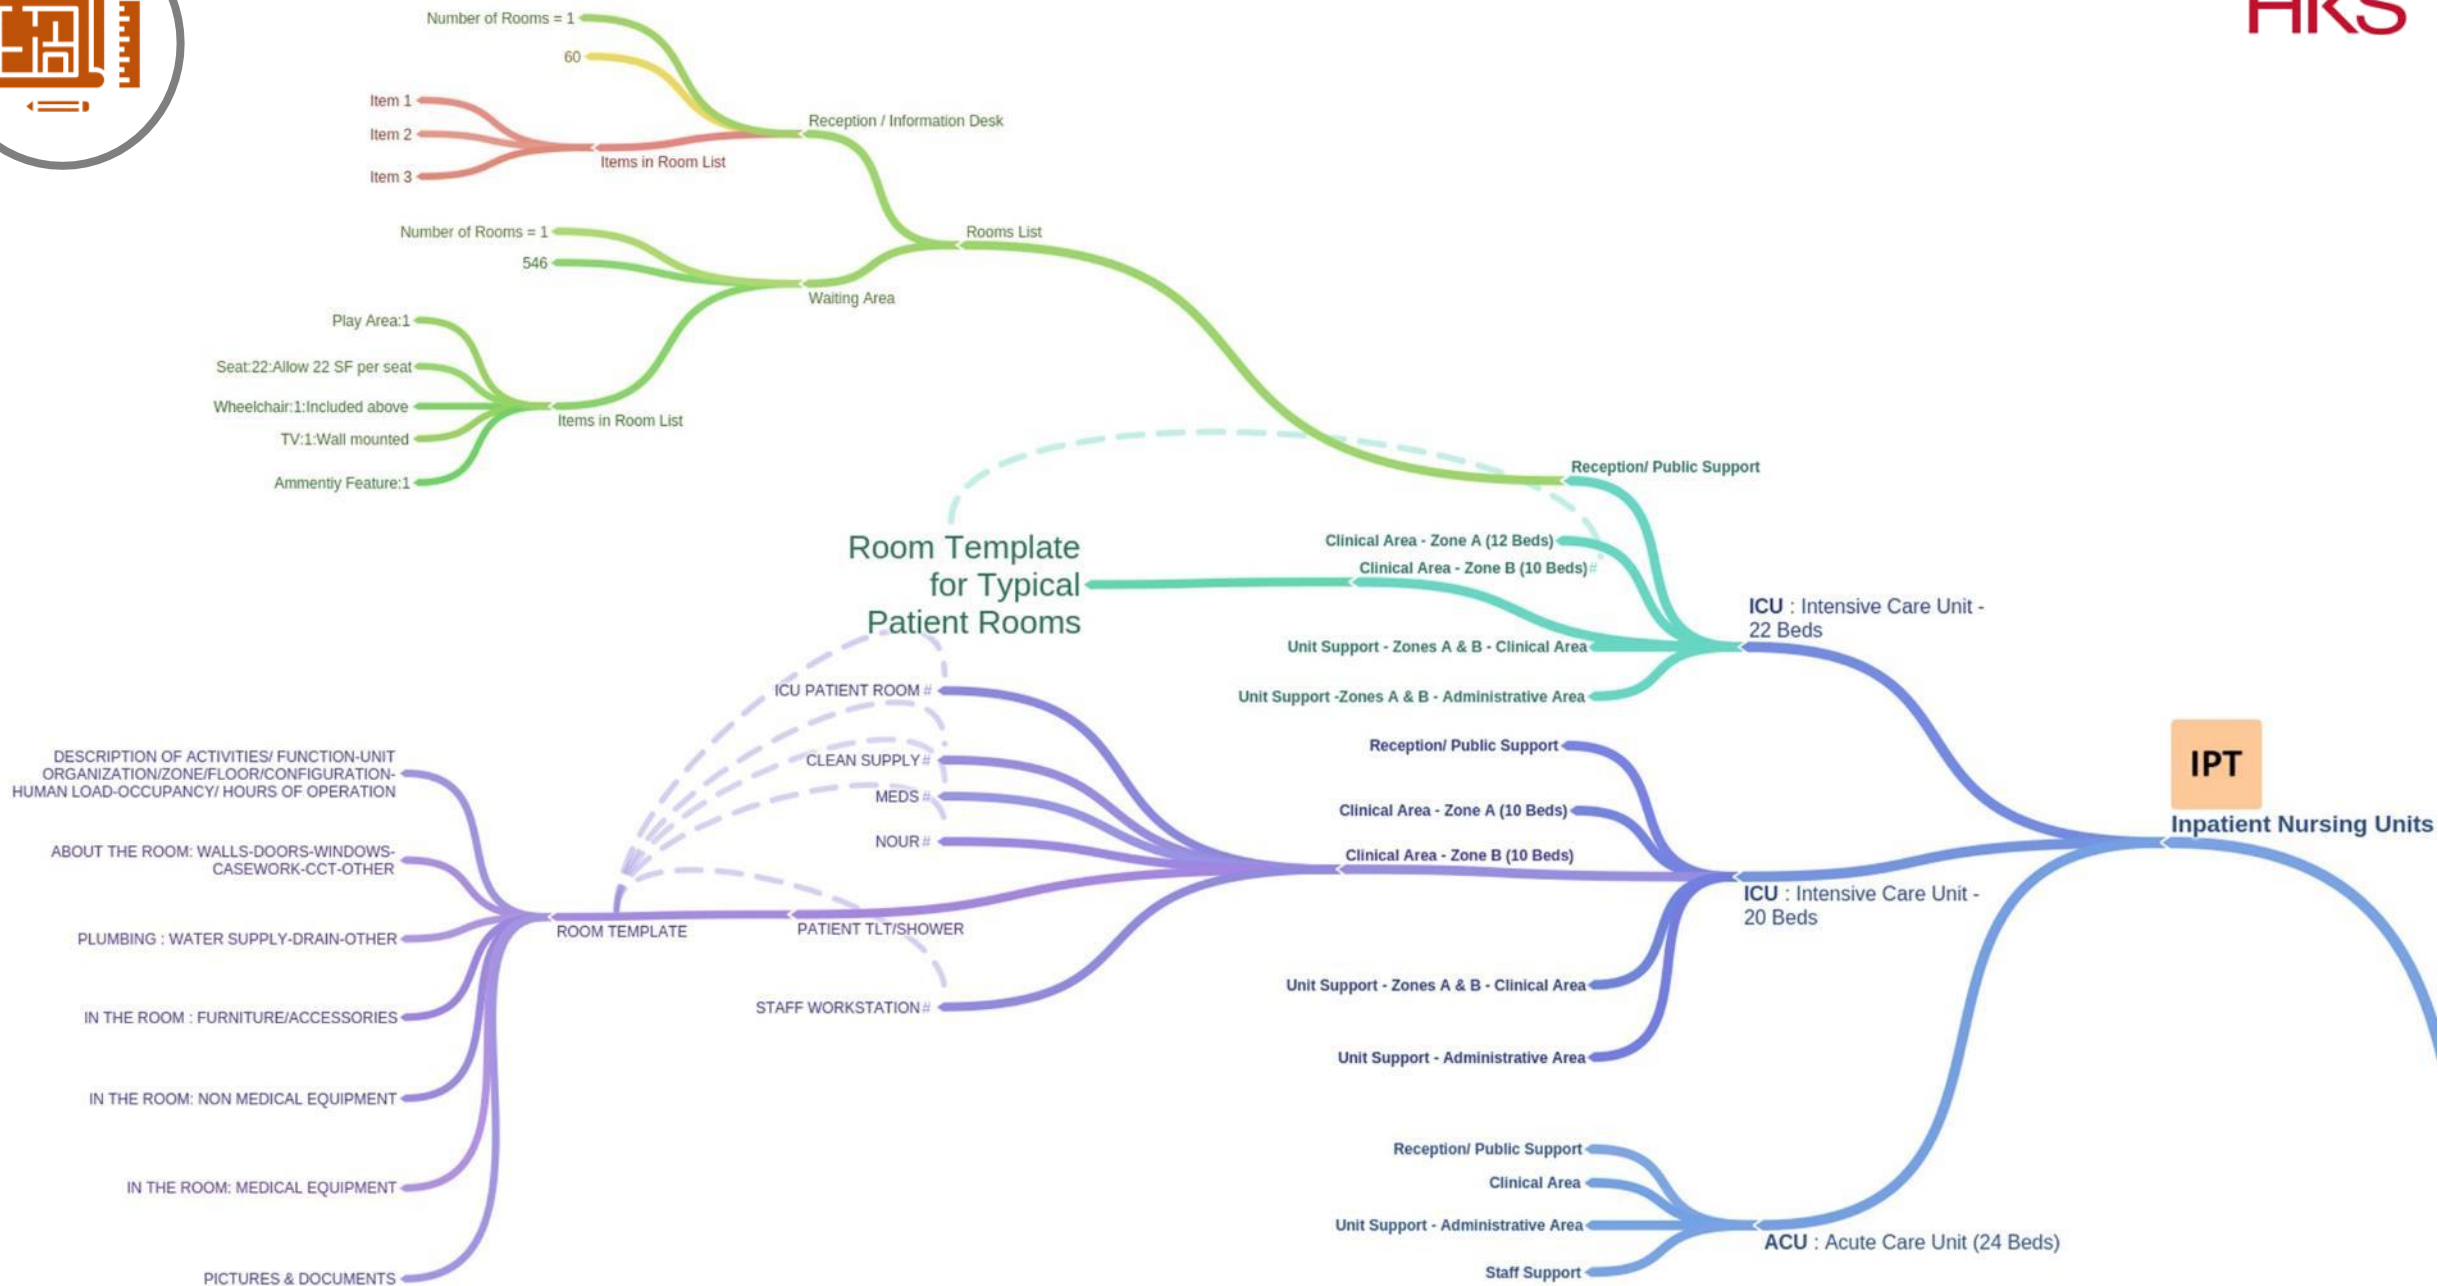 HKS
Number of Rooms = 1
60
Item 1
Item 2
Item 3
Items in Room List
Reception / Information Desk
Number of Rooms = 1
546
Waiting Area
Rooms List
Play Area:1
Seat:22:Allow 22 SF per seat
Wheelchair:1:Included above
TV:1:Wall mounted
Ammentiy Feature:1
Items in Room List
Reception/ Public Support
Room Template
for Typical
Patient Rooms
Clinical Area - Zone A (12 Beds)
Clinical Area - Zone B (10 Beds)#
Unit Support - Zones A & B - Clinical Area
Unit Support -Zones A & B - Administrative Area
ICU : Intensive Care Unit -
22 Beds
ICU PATIENT ROOM #
CLEAN SUPPLY#
MEDS #
NOUR#
PATIENT TLT/SHOWER
STAFF WORKSTATION#
ROOM TEMPLATE
DESCRIPTION OF ACTIVITIES/ FUNCTION-UNIT
ORGANIZATION/ZONE/FLOOR/CONFIGURATION-
HUMAN LOAD-OCCUPANCY/ HOURS OF OPERATION
ABOUT THE ROOM: WALLS-DOORS-WINDOWS-
CASEWORK-CCT-OTHER
PLUMBING : WATER SUPPLY-DRAIN-OTHER
IN THE ROOM : FURNITURE/ACCESSORIES
IN THE ROOM: NON MEDICAL EQUIPMENT
IN THE ROOM: MEDICAL EQUIPMENT
PICTURES & DOCUMENTS
Reception/ Public Support
Clinical Area - Zone A (10 Beds)
Clinical Area - Zone B (10 Beds)
Unit Support - Zones A & B - Clinical Area
Unit Support - Administrative Area
ICU : Intensive Care Unit -
20 Beds
IPT
Inpatient Nursing Units
Reception/ Public Support
Clinical Area
Unit Support - Administrative Area
Staff Support
ACU : Acute Care Unit (24 Beds)